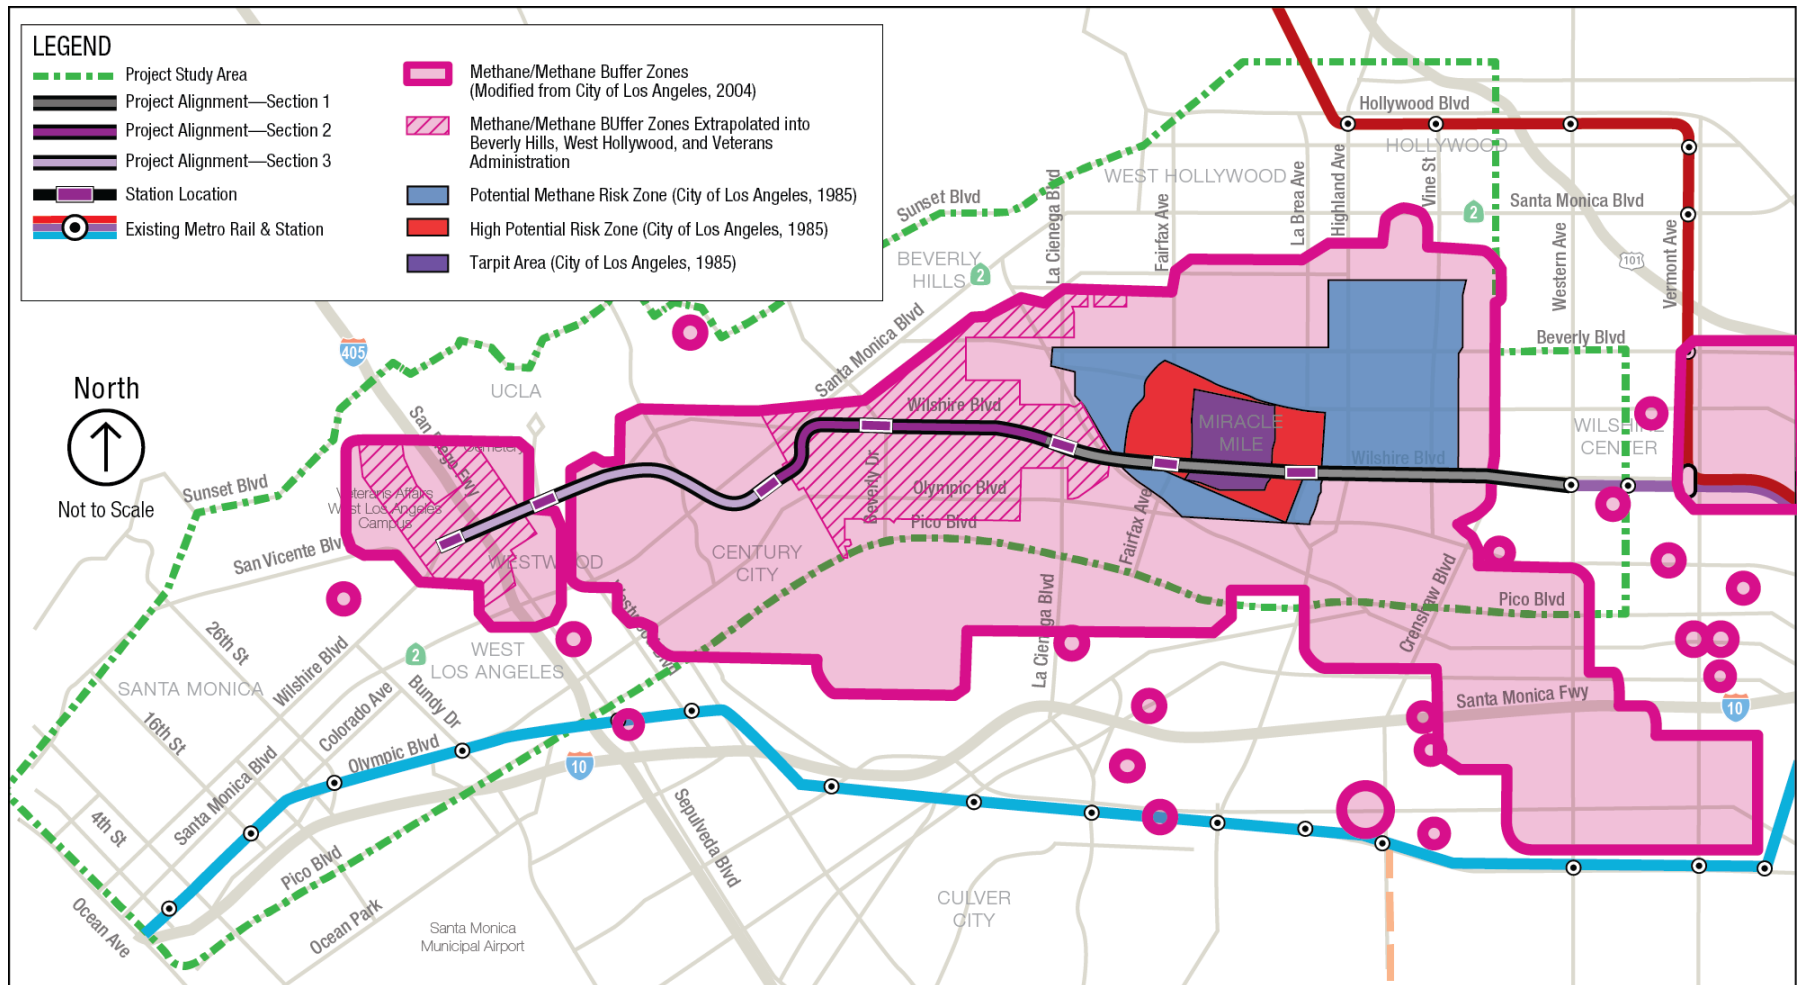 LEGEND
Project Study Area
Project Alignment—Section 1
Project Alignment—Section 2
Project Alignment—Section 3
Station Location
Existing Metro Rail & Station
Methane/Methane Buffer Zones
(Modified from City of Los Angeles, 2004)
Methane/Methane BUffer Zones Extrapolated into
Beverly Hills, West Hollywood, and Veterans
Administration
Potential Methane Risk Zone (City of Los Angeles, 1985)
High Potential Risk Zone (City of Los Angeles, 1985)
Tarpit Area (City of Los Angeles, 1985)
North
Not to Scale
Hollywood Blvd
HOLLYWOOD
WEST HOLLYWOOD
Sunset Blvd
Santa Monica Blvd
2
La Cienega Blvd
Fairfax Ave
La Brea Ave
Highland Ave
Vine St
Western Ave
Vermont Ave
101
BEVERLY
HILLS
2
Santa Monica Blvd
Beverly Blvd
405
UCLA
San Diego Fwy
Cemetery
Wilshire Blvd
MIRACLE
MILE
Wilshire Blvd
WILSHIRE
CENTER
Sunset Blvd
Veterans Affairs
West Los Angeles
Campus
Beverly Dr
Olympic Blvd
Pico Blvd
Fairfax Ave
San Vicente Blv
WESTWOOD
CENTURY
CITY
Westwood Blvd
La Cienega Blvd
Crenshaw Blvd
Pico Blvd
26th St
Wilshire Blvd
2
WEST
LOS ANGELES
SANTA MONICA
16th St
Colorado Ave
Bundy Dr
Santa Monica Fwy
10
Olympic Blvd
Santa Monica Blvd
10
4th St
Sepulveda Blvd
Pico Blvd
Ocean Ave
Ocean Park
Santa Monica
Municipal Airport
CULVER
CITY